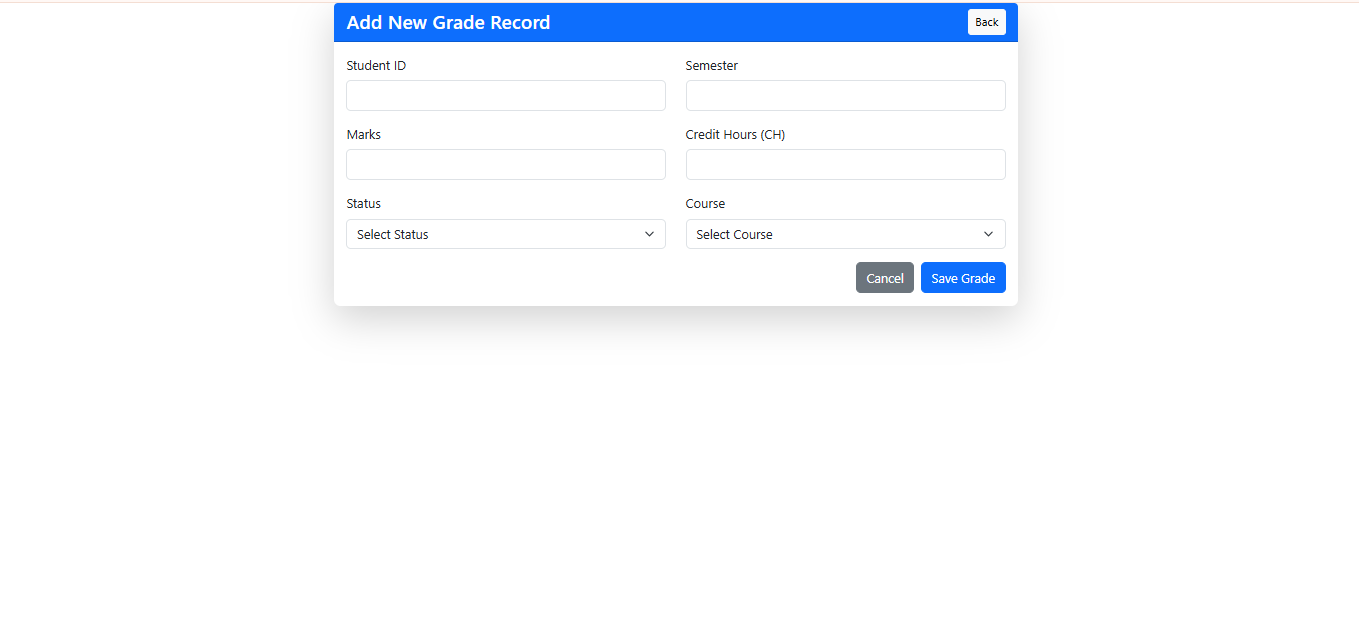 Add New Grade Record Back
Student ID Semester
Marks Credit Hours (CH)
Status Course
Select Status Select Course
Cancel Save Grade